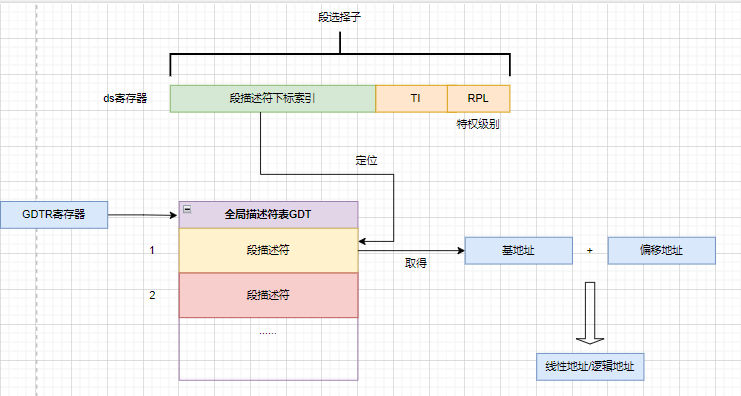 段选择子
ds寄存器
段描述符下标索引
TI
RPL
特权级别
定位
GDTR寄存器
全局描述符表GDT
1
段描述符
取得
基地址
+
偏移地址
2
段描述符
......
线性地址/逻辑地址